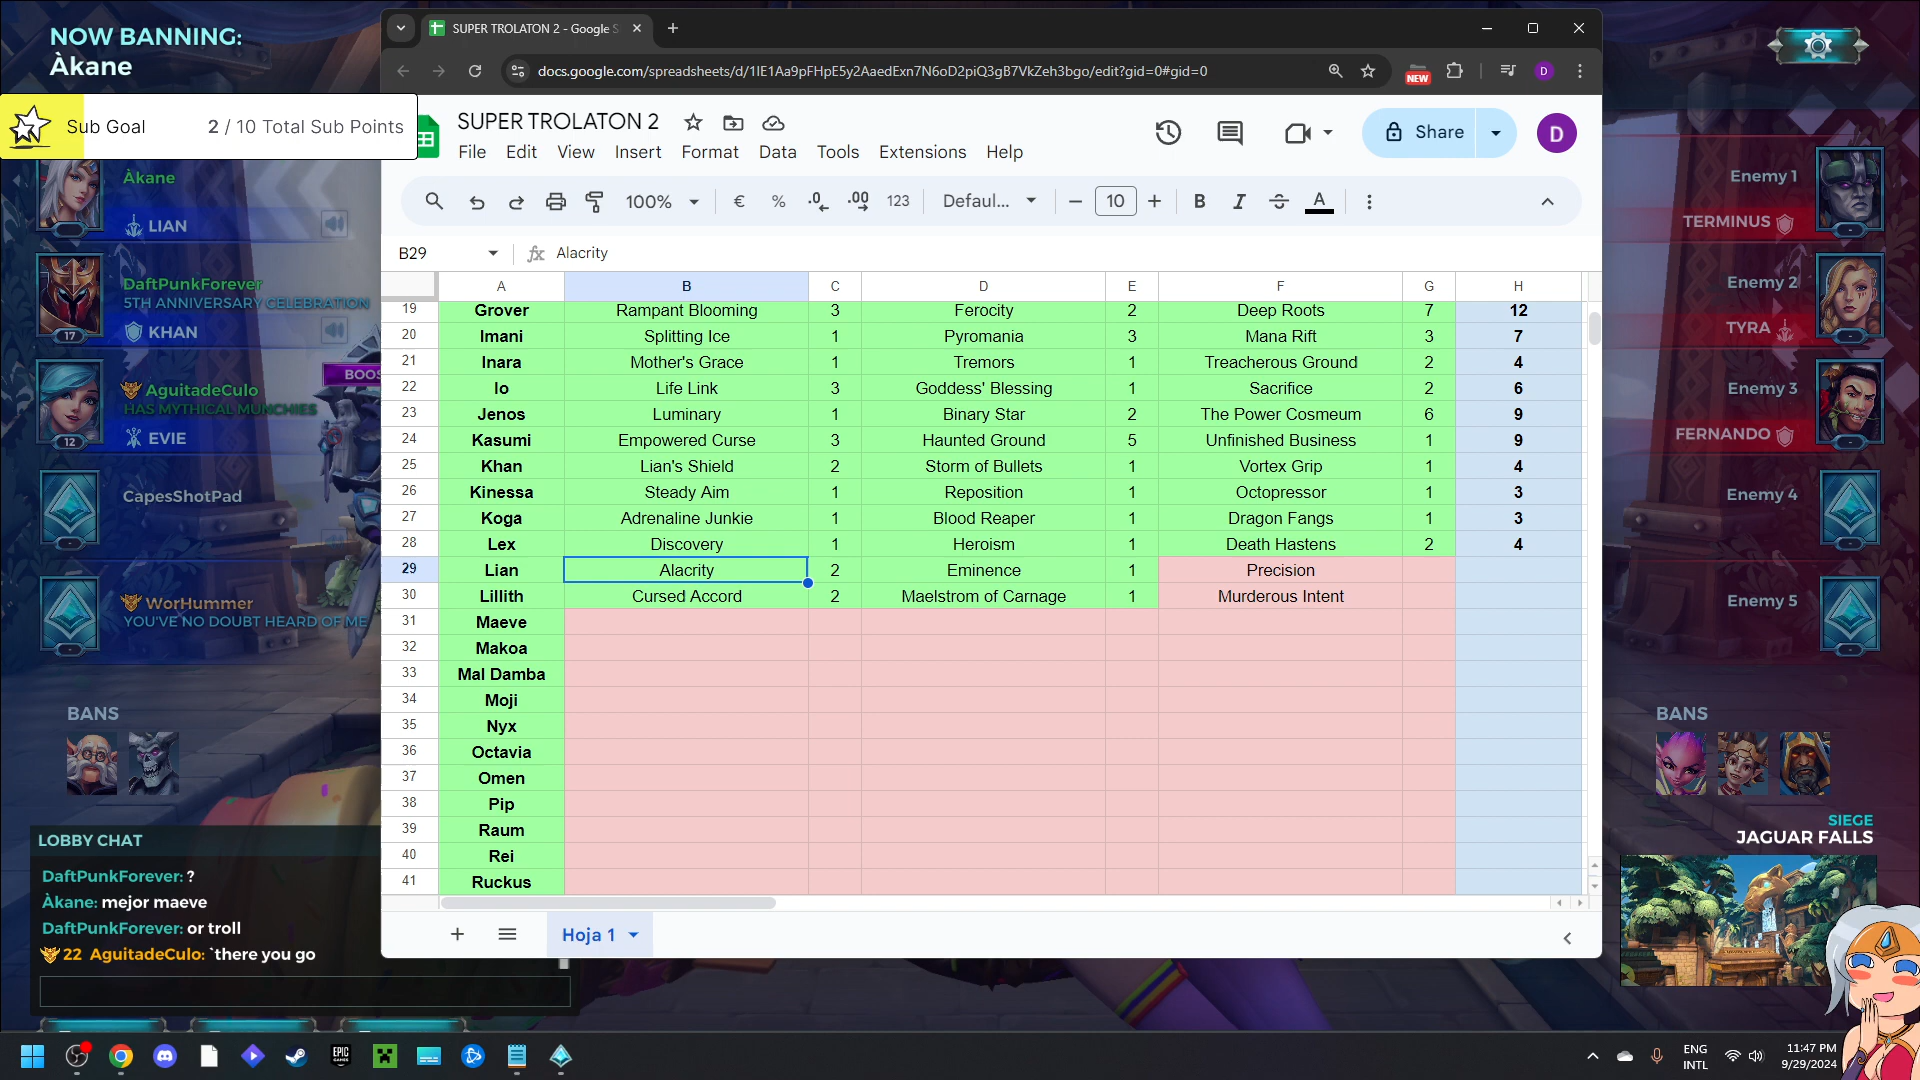 NOW BANNING:
Àkane
Sub Goal 2 / 10 Total Sub Points
Àkane
LIAN
DaftPunkForever
5TH ANNIVERSARY CELEBRATION
17
KHAN
BOOS
AguitadeCulo
HAS MYTHICAL MUNCHIES
12
EVIE
CapesShotPad
WorHummer
YOU'VE NO DOUBT HEARD OF ME
BANS
LOBBY CHAT
DaftPunkForever: ?
Àkane: mejor maeve
DaftPunkForever: or troll
22 AguitadeCulo: `there you go
SUPER TROLATON 2 - Google S
docs.google.com/spreadsheets/d/1IE1Aa9pFHpE5y2AaedExn7N6oD2piQ3gB7VkZeh3bgo/edit?gid=0#gid=0
NEW
D
SUPER TROLATON 2
File Edit View Insert Format Data Tools Extensions Help
Share
D
100% € % .0 .00 123 Defaul... 10 B I S A
B29 fx Alacrity
A B C D E F G H
19 Grover Rampant Blooming 3 Ferocity 2 Deep Roots 7 12
20 Imani Splitting Ice 1 Pyromania 3 Mana Rift 3 7
21 Inara Mother's Grace 1 Tremors 1 Treacherous Ground 2 4
22 Io Life Link 3 Goddess' Blessing 1 Sacrifice 2 6
23 Jenos Luminary 1 Binary Star 2 The Power Cosmeum 6 9
24 Kasumi Empowered Curse 3 Haunted Ground 5 Unfinished Business 1 9
25 Khan Lian's Shield 2 Storm of Bullets 1 Vortex Grip 1 4
26 Kinessa Steady Aim 1 Reposition 1 Octopressor 1 3
27 Koga Adrenaline Junkie 1 Blood Reaper 1 Dragon Fangs 1 3
28 Lex Discovery 1 Heroism 1 Death Hastens 2 4
29 Lian Alacrity 2 Eminence 1 Precision
30 Lillith Cursed Accord 2 Maelstrom of Carnage 1 Murderous Intent
31 Maeve
32 Makoa
33 Mal Damba
34 Moji
35 Nyx
36 Octavia
37 Omen
38 Pip
39 Raum
40 Rei
41 Ruckus
Hoja 1
Enemy 1
TERMINUS
Enemy 2
TYRA
Enemy 3
FERNANDO
Enemy 4
Enemy 5
BANS
SIEGE
JAGUAR FALLS
EPIC GAMES
ENG
INTL
11:47 PM
9/29/2024